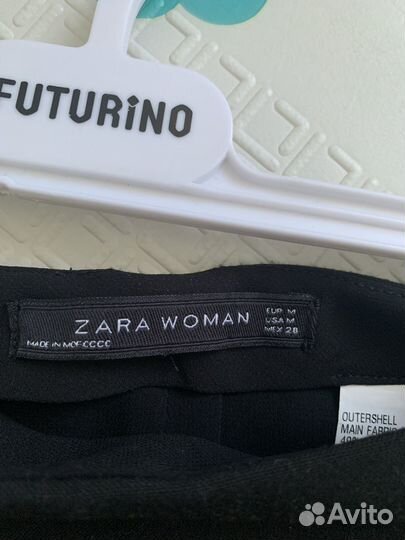 FUTURiNO
ZARA WOMAN
EUR M
USA M
MEX 28
MADE IN MOROCCO
OUTERSHELL
MAIN FABRIC
Avito